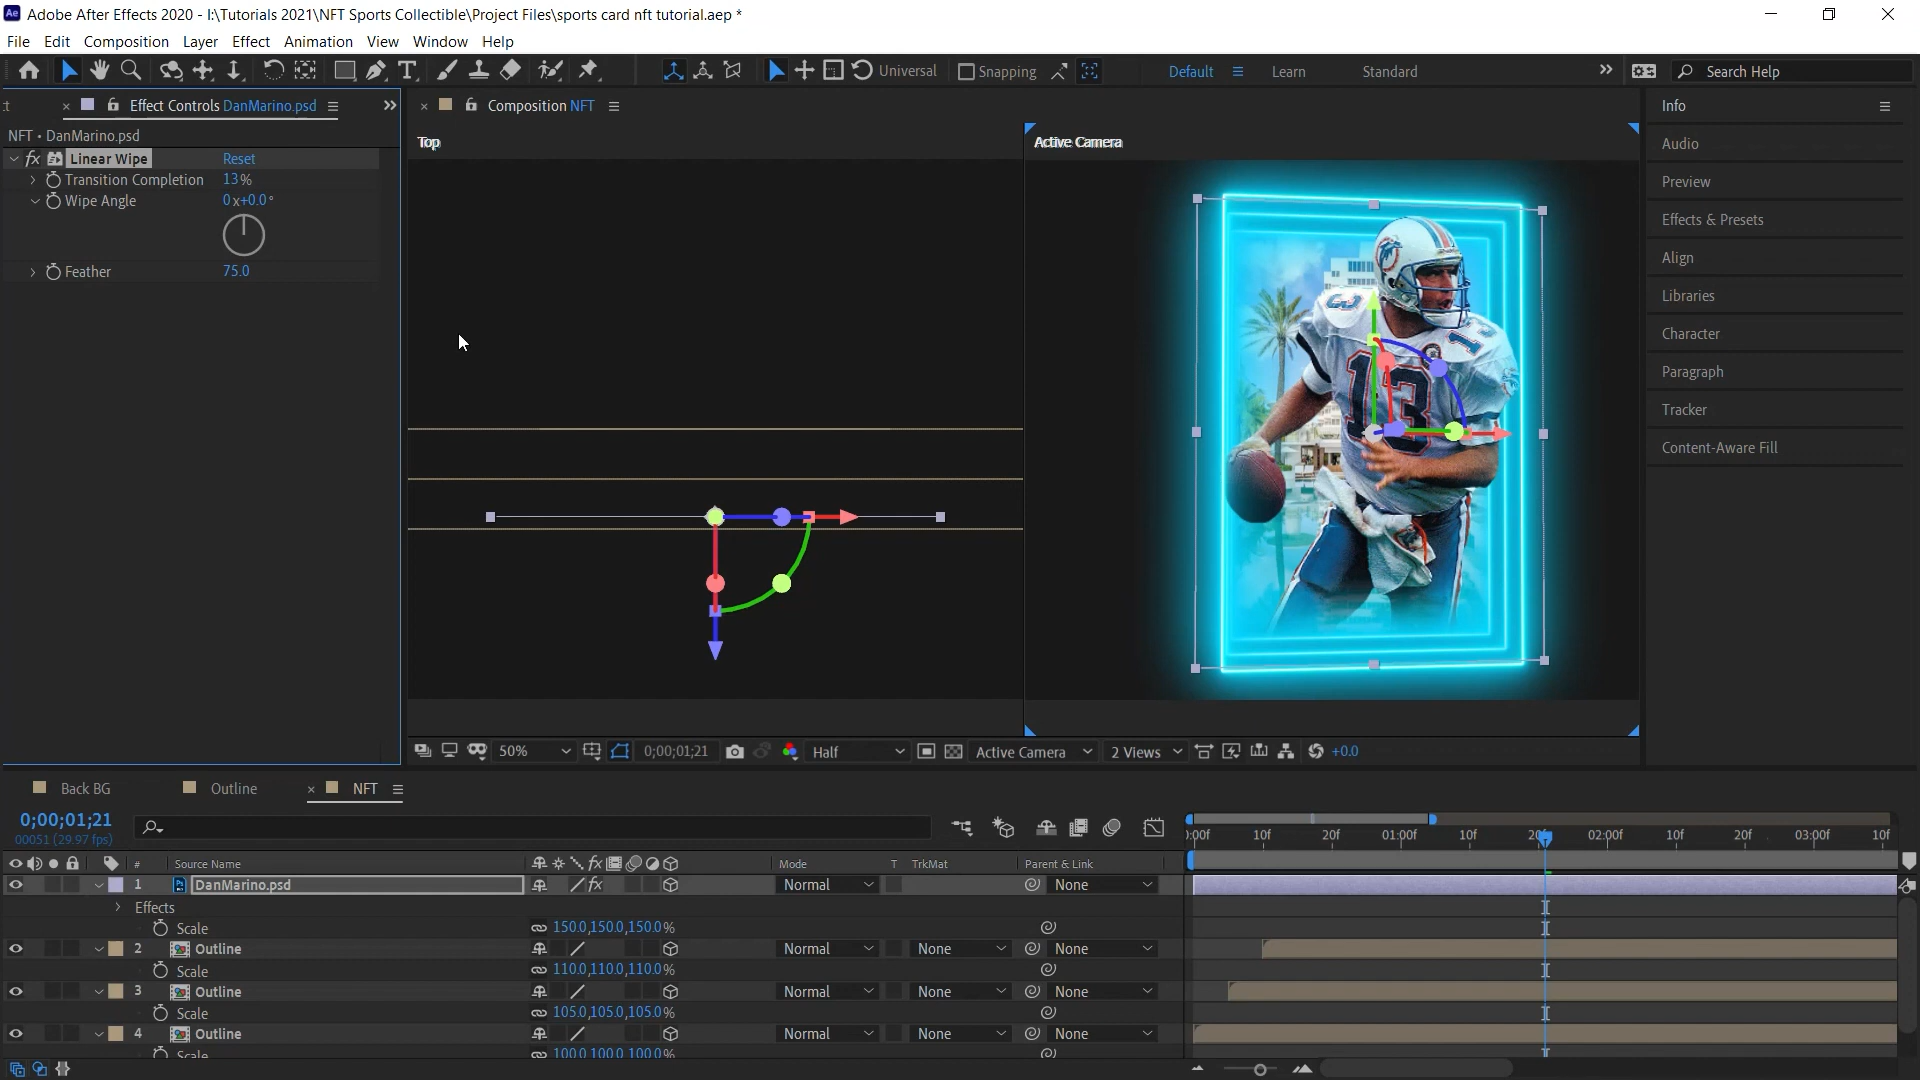 Adobe After Effects 2020 - I:\Tutorials 2021\NFT Sports Collectible\Project Files\sports card nft tutorial.aep *
File Edit Composition Layer Effect Animation View Window Help
Universal Snapping Default Learn Standard Search Help
Effect Controls DanMarino.psd
Composition NFT
Info
NFT • DanMarino.psd
Top
Active Camera
Audio
fx Linear Wipe Reset
Transition Completion 13%
Preview
Wipe Angle 0x+0.0°
Effects & Presets
Align
Feather 75.0
Libraries
Character
Paragraph
Tracker
Content-Aware Fill
13
50% 0;00;01;21 Half Active Camera 2 Views +0.0
Back BG Outline NFT
0;00;01;21
00051 (29.97 fps)
):00f 10f 20f 01:00f 10f 20f 02:00f 10f 20f 03:00f 10f
# Source Name fx Mode T TrkMat Parent & Link
1 DanMarino.psd fx Normal None
Effects
Scale 150.0,150.0,150.0%
2 Outline Normal None None
Scale 110.0,110.0,110.0%
3 Outline Normal None None
Scale 105.0,105.0,105.0%
4 Outline Normal None None
Scale 100.0,100.0,100.0%